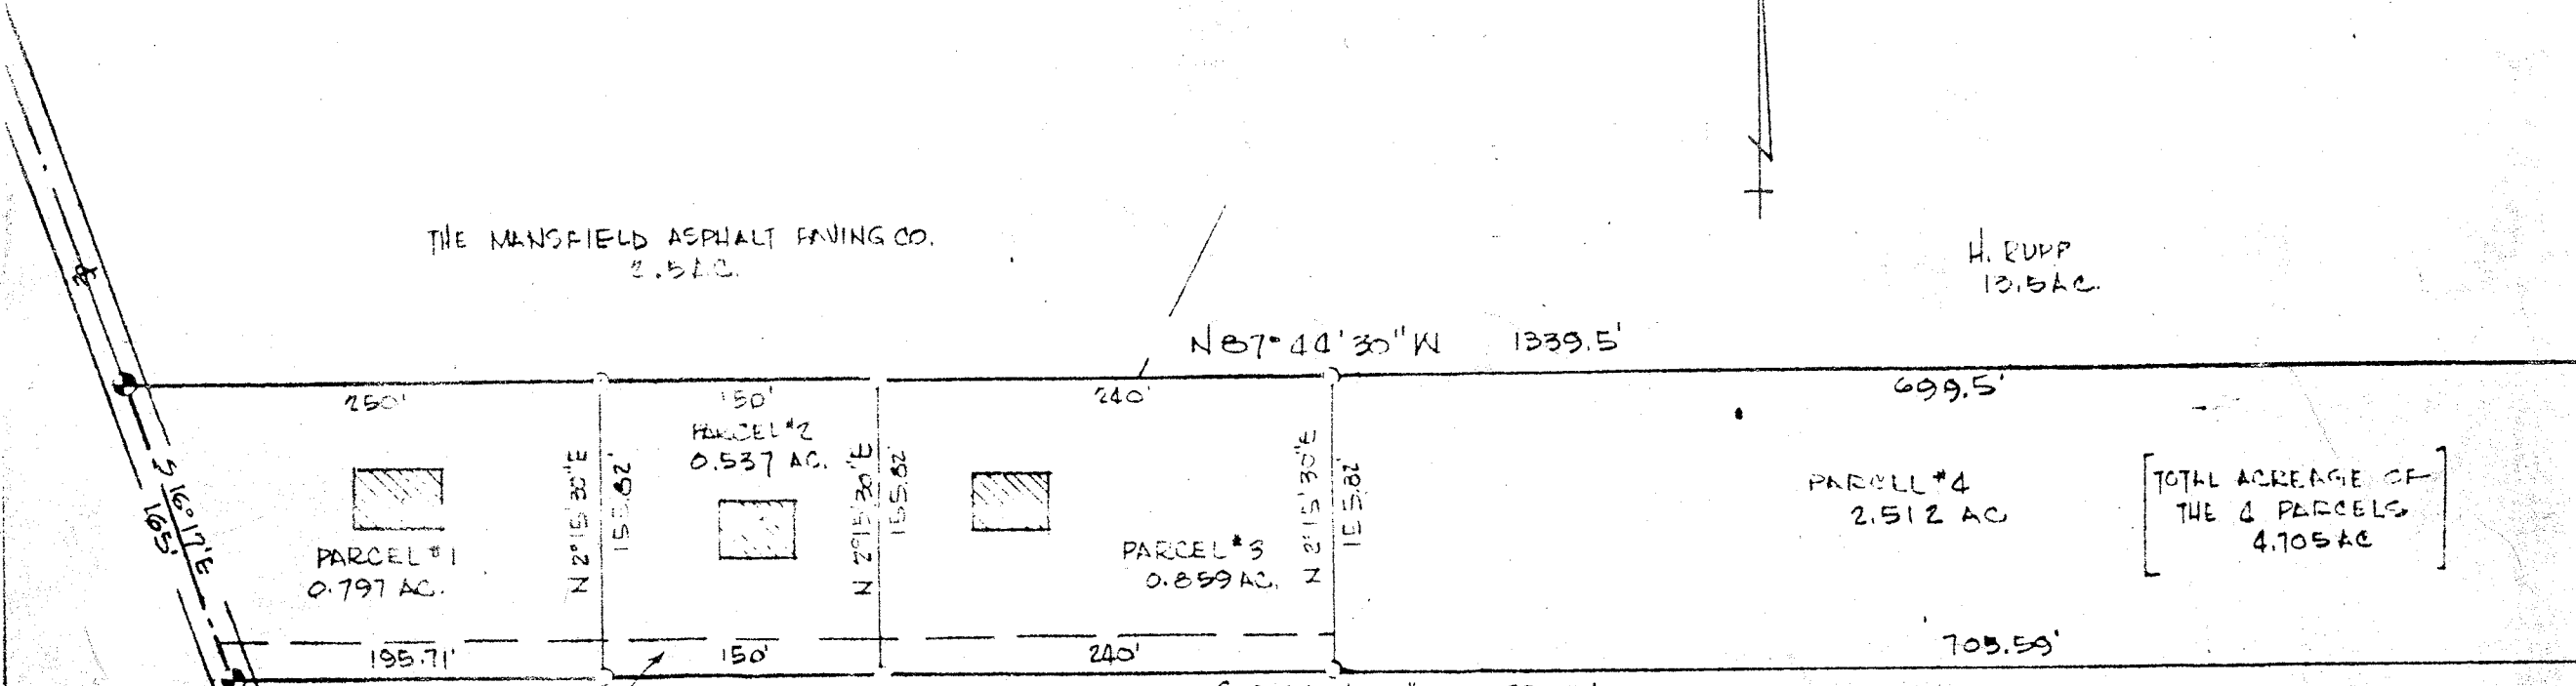 THE MANSFIELD ASPHALT PAVING CO.
2.5 AC.
H. RUPP
13.5 AC.
N 87° 44' 30" W 1339.5'
250'
150'
240'
699.5'
S 16° 17' E
165'
PARCEL #1
0.797 AC.
N 2° 15' 30" E
155.82'
PARCEL #2
0.537 AC.
N 2° 15' 30" E
155.82'
PARCEL #3
0.859 AC.
N 2° 15' 30" E
155.82'
PARCELL #4
2.512 AC
TOTAL ACREAGE OF
THE 4 PARCELS
4.705 AC
195.71'
150'
240'
705.59'